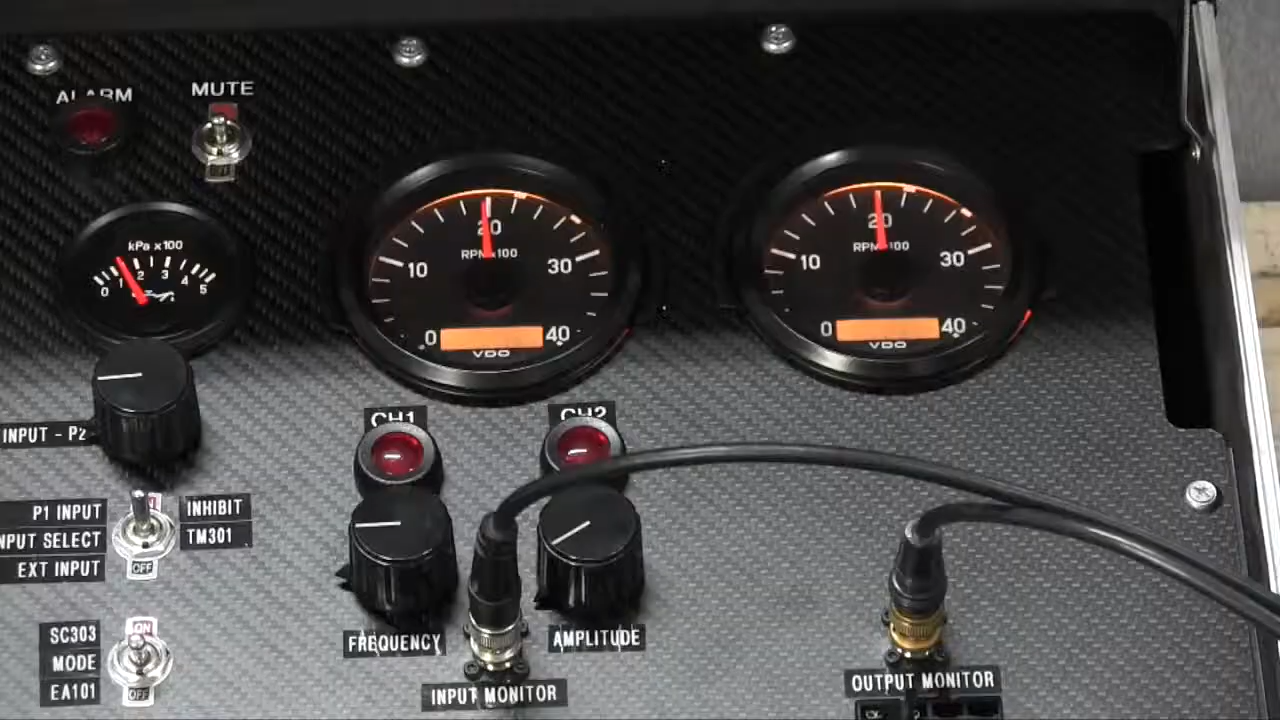 ALARM
MUTE
OFF
kPa x100
0 1 2 3 4 5
10 20 30
RPM x100
0 40
VDO
10 20 30
RPM x100
0 40
VDO
INPUT - P2
CH1
CH2
P1 INPUT
INPUT SELECT
EXT INPUT
OFF
INHIBIT
TM301
SC303
MODE
EA101
ON
OFF
FREQUENCY
AMPLITUDE
INPUT MONITOR
OUTPUT MONITOR